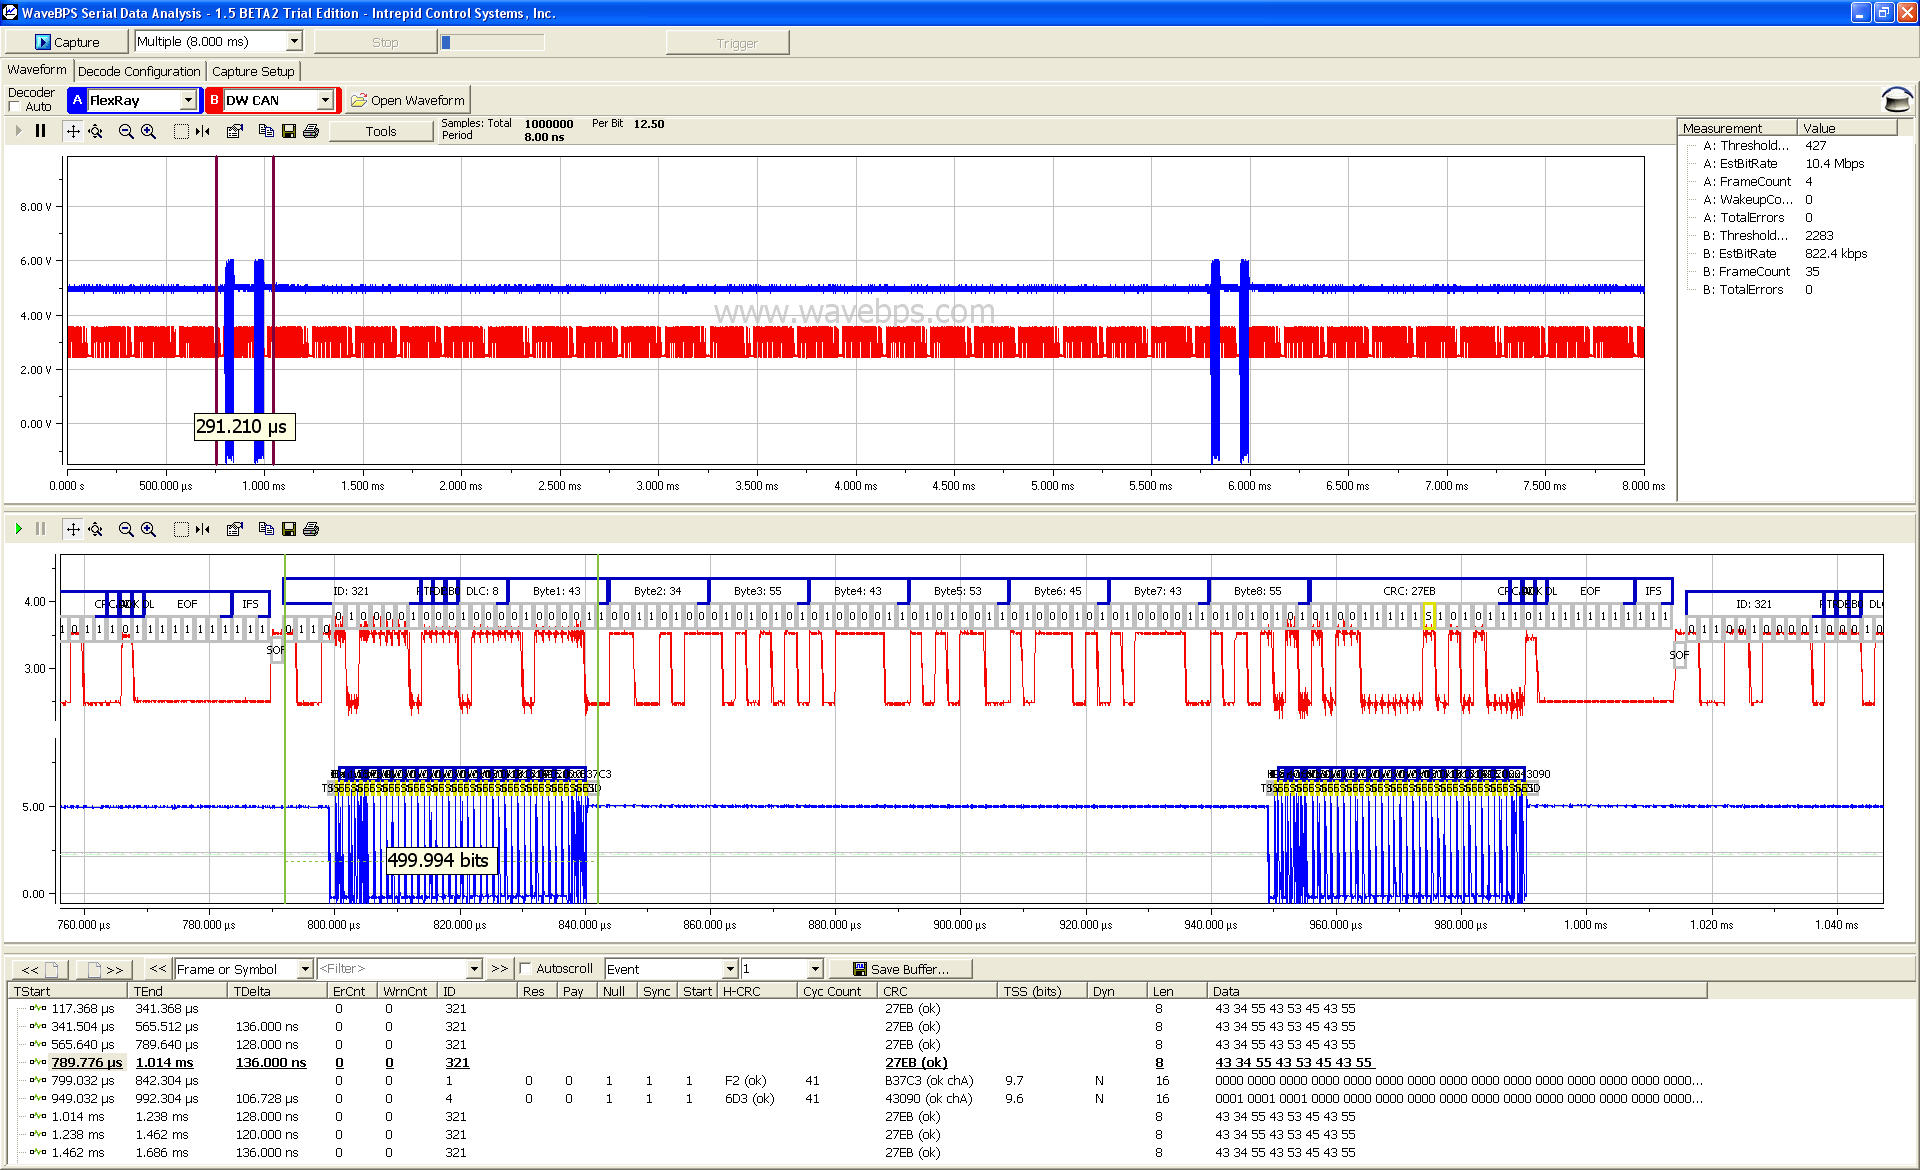 WaveBPS Serial Data Analysis - 1.5 BETA2 Trial Edition - Intrepid Control Systems, Inc.
Capture Multiple (8.000 ms) Stop Trigger
Waveform Decode Configuration Capture Setup
Decoder
Auto
A FlexRay B DW CAN Open Waveform
Tools
Samples: Total 1000000 Per Bit 12.50
Period 8.00 ns
8.00 V
6.00 V
4.00 V
2.00 V
0.00 V
www.wavebps.com
291.210 µs
0.000 s 500.000 µs 1.000 ms 1.500 ms 2.000 ms 2.500 ms 3.000 ms 3.500 ms 4.000 ms 4.500 ms 5.000 ms 5.500 ms 6.000 ms 6.500 ms 7.000 ms 7.500 ms 8.000 ms
Measurement Value
A: Threshold... 427
A: EstBitRate 10.4 Mbps
A: FrameCount 4
A: WakeupCo... 0
A: TotalErrors 0
B: Threshold... 2283
B: EstBitRate 822.4 kbps
B: FrameCount 35
B: TotalErrors 0
EOF IFS ID: 321 DLC: 8 Byte1: 43 Byte2: 34 Byte3: 55 Byte4: 43 Byte5: 53 Byte6: 45 Byte7: 43 Byte8: 55 CRC: 27EB EOF IFS ID: 321
SOF SOF
4.00
3.00
5.00
0.00
499.994 bits
760.000 µs 780.000 µs 800.000 µs 820.000 µs 840.000 µs 860.000 µs 880.000 µs 900.000 µs 920.000 µs 940.000 µs 960.000 µs 980.000 µs 1.000 ms 1.020 ms 1.040 ms
<< >> << Frame or Symbol <Filter> >> Autoscroll Event 1 Save Buffer...
TStart TEnd TDelta ErCnt WrnCnt ID Res Pay Null Sync Start H-CRC Cyc Count CRC TSS (bits) Dyn Len Data
117.368 µs 341.368 µs 0 0 321 27EB (ok) 8 43 34 55 43 53 45 43 55
341.504 µs 565.512 µs 136.000 ns 0 0 321 27EB (ok) 8 43 34 55 43 53 45 43 55
565.640 µs 789.640 µs 128.000 ns 0 0 321 27EB (ok) 8 43 34 55 43 53 45 43 55
789.776 µs 1.014 ms 136.000 ns 0 0 321 27EB (ok) 8 43 34 55 43 53 45 43 55
799.032 µs 842.304 µs 0 0 1 0 0 1 1 1 F2 (ok) 41 B37C3 (ok chA) 9.7 N 16 0000 0000 0000 0000 0000 0000 0000 0000 0000 0000 0000 0000 0000...
949.032 µs 992.304 µs 106.728 µs 0 0 4 0 0 1 1 1 6D3 (ok) 41 43090 (ok chA) 9.6 N 16 0001 0001 0001 0000 0000 0000 0000 0000 0000 0000 0000 0000 0000...
1.014 ms 1.238 ms 128.000 ns 0 0 321 27EB (ok) 8 43 34 55 43 53 45 43 55
1.238 ms 1.462 ms 120.000 ns 0 0 321 27EB (ok) 8 43 34 55 43 53 45 43 55
1.462 ms 1.686 ms 136.000 ns 0 0 321 27EB (ok) 8 43 34 55 43 53 45 43 55